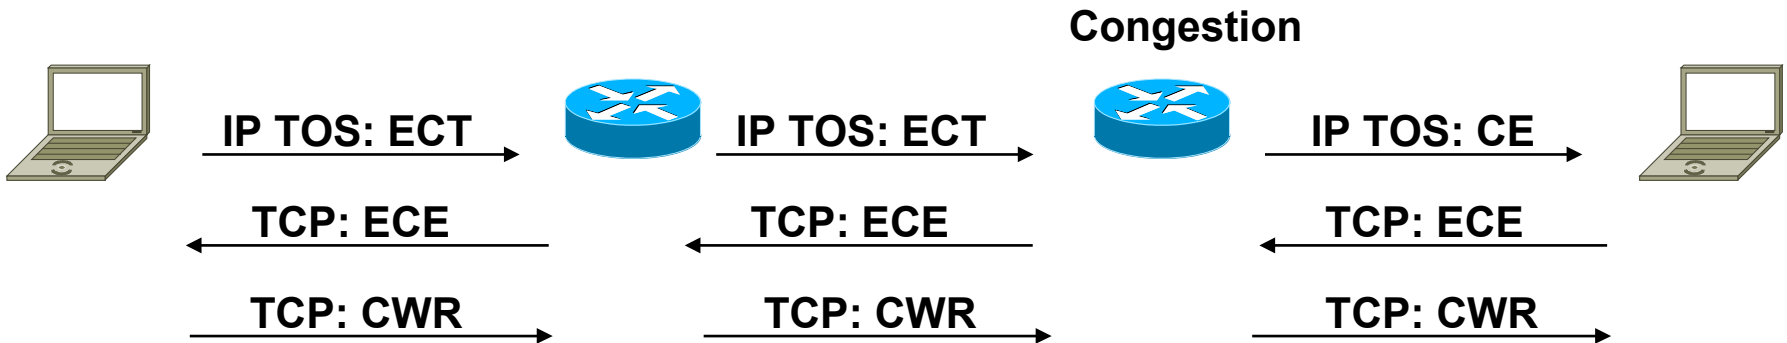 Congestion
IP TOS: ECT
IP TOS: ECT
IP TOS: CE
TCP: ECE
TCP: ECE
TCP: ECE
TCP: CWR
TCP: CWR
TCP: CWR